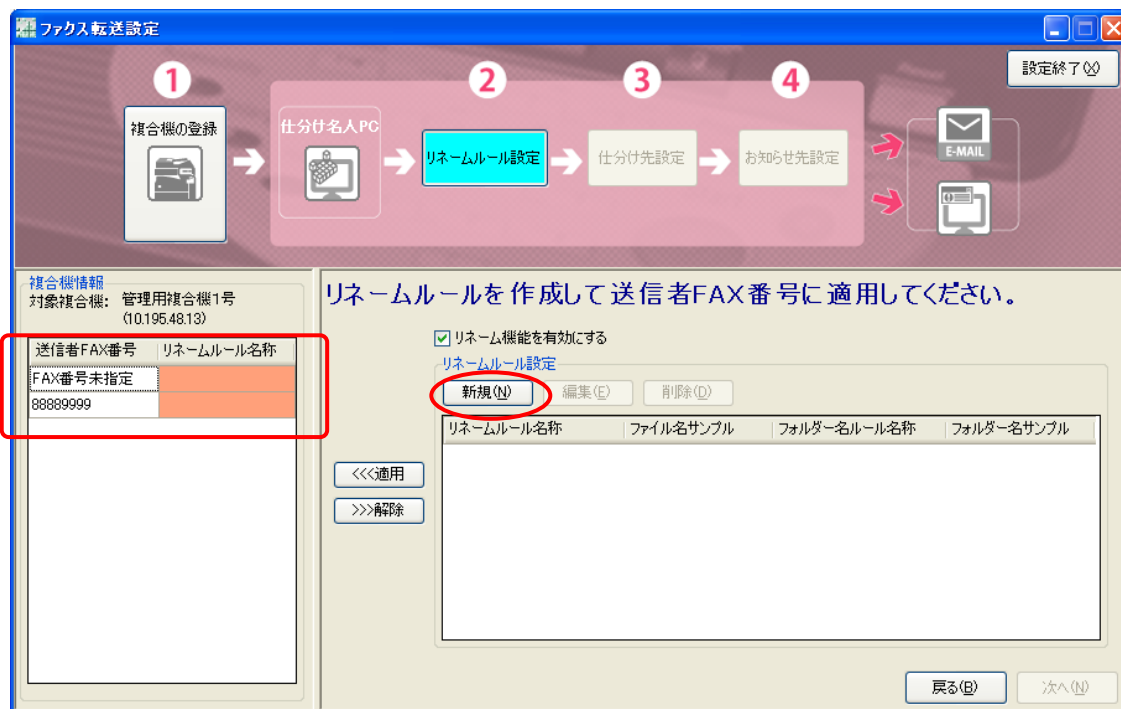 ファクス転送設定
設定終了(X)
1
2
3
4
複合機の登録
仕分け名人PC
リネームルール設定
仕分け先設定
お知らせ先設定
E-MAIL
複合機情報
対象複合機: 管理用複合機1号
(10.195.48.13)
送信者FAX番号 リネームルール名称
FAX番号未指定
88889999
リネームルールを作成して送信者FAX番号に適用してください。
リネーム機能を有効にする
リネームルール設定
新規(N) 編集(E) 削除(D)
リネームルール名称 ファイル名サンプル フォルダー名ルール名称 フォルダー名サンプル
<<<適用
>>>解除
戻る(B) 次へ(N)